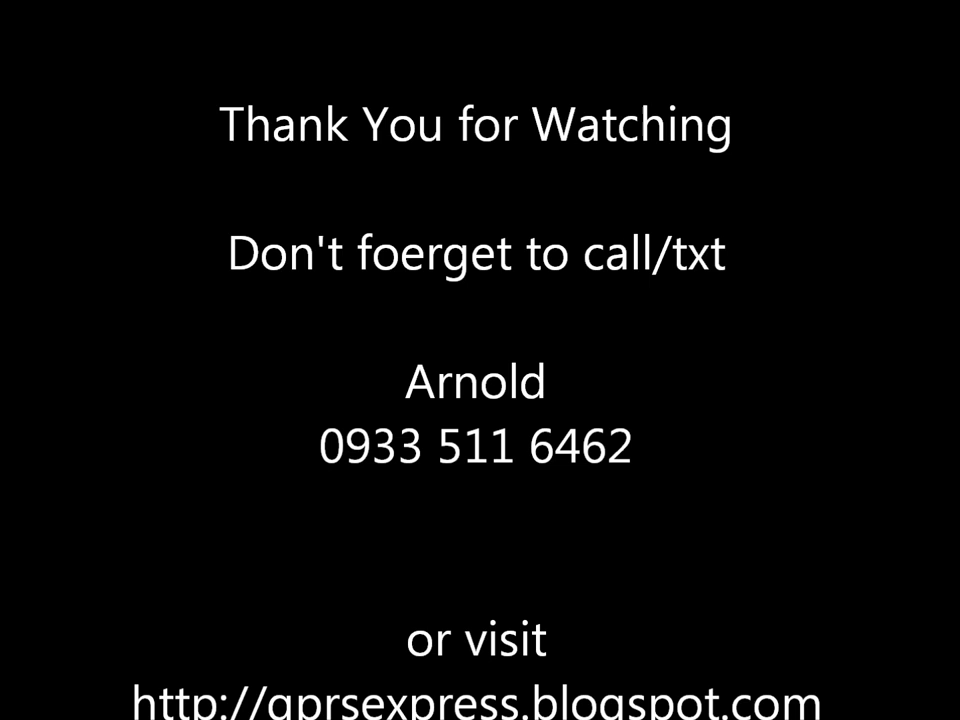 Thank You for Watching
Don't foerget to call/txt
Arnold
0933 511 6462
or visit
http://gprsexpress.blogspot.com